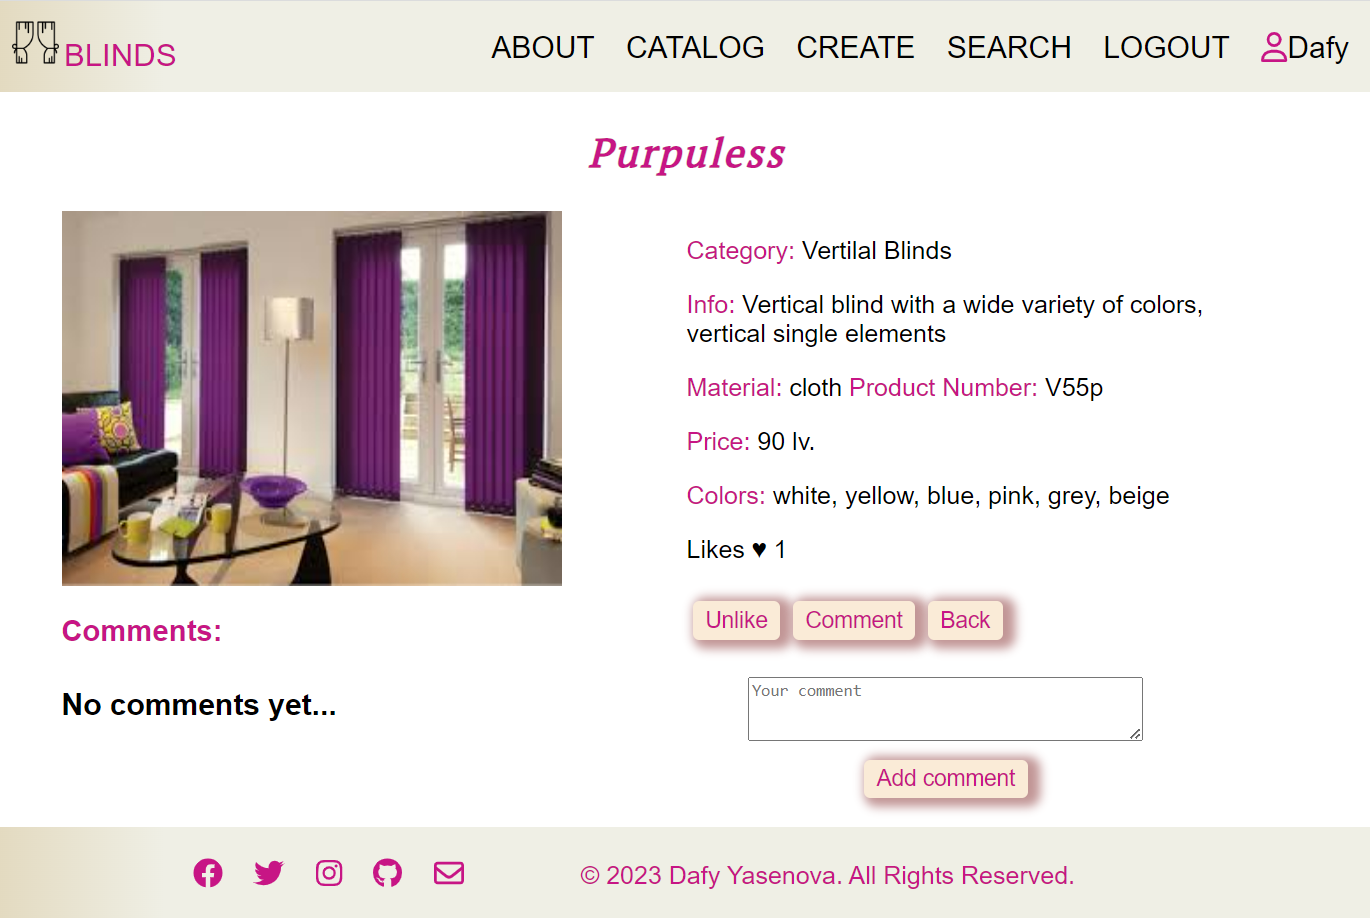 BLINDS
ABOUT CATALOG CREATE SEARCH LOGOUT Dafy
Purpuless
Category: Vertilal Blinds
Info: Vertical blind with a wide variety of colors,
vertical single elements
Material: cloth Product Number: V55p
Price: 90 lv.
Colors: white, yellow, blue, pink, grey, beige
Likes ♥ 1
Unlike Comment Back
Comments:
No comments yet...
Your comment
Add comment
© 2023 Dafy Yasenova. All Rights Reserved.